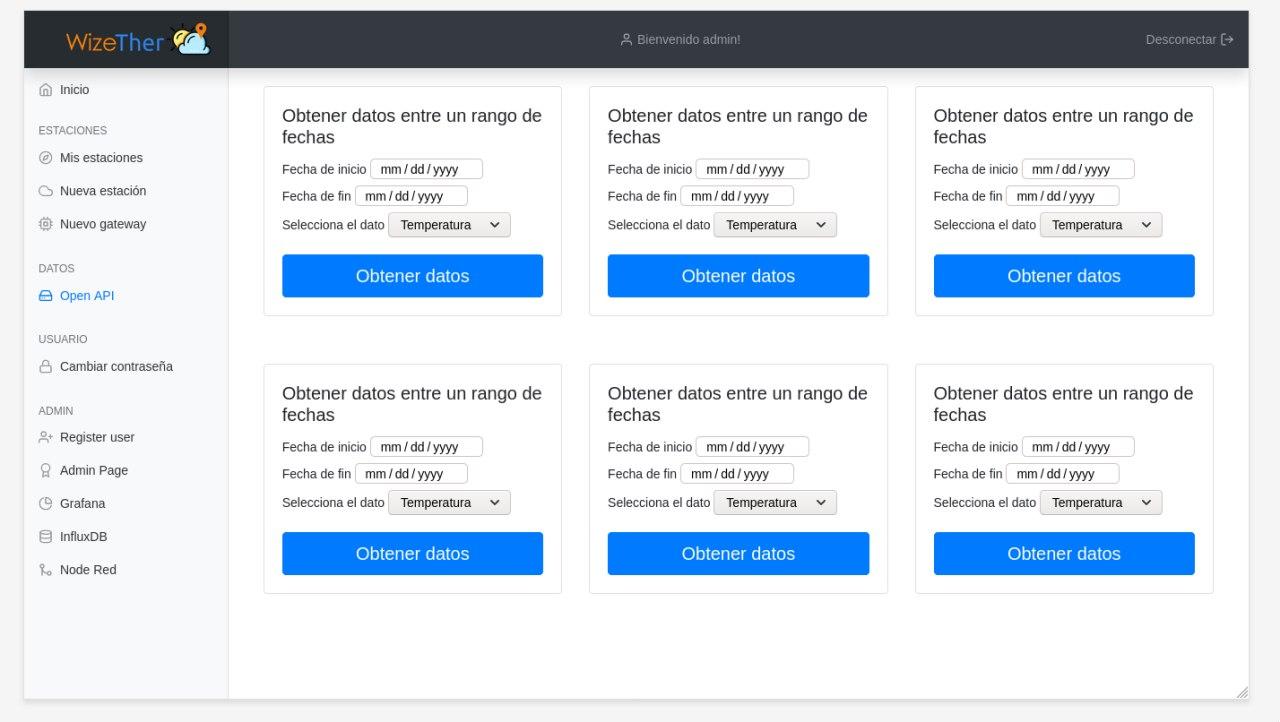 WizeTher
Bienvenido admin!
Desconectar
Inicio
ESTACIONES
Mis estaciones
Nueva estación
Nuevo gateway
DATOS
Open API
USUARIO
Cambiar contraseña
ADMIN
Register user
Admin Page
Grafana
InfluxDB
Node Red
Obtener datos entre un rango de
fechas
Fecha de inicio mm / dd / yyyy
Fecha de fin mm / dd / yyyy
Selecciona el dato Temperatura
Obtener datos
Obtener datos entre un rango de
fechas
Fecha de inicio mm / dd / yyyy
Fecha de fin mm / dd / yyyy
Selecciona el dato Temperatura
Obtener datos
Obtener datos entre un rango de
fechas
Fecha de inicio mm / dd / yyyy
Fecha de fin mm / dd / yyyy
Selecciona el dato Temperatura
Obtener datos
Obtener datos entre un rango de
fechas
Fecha de inicio mm / dd / yyyy
Fecha de fin mm / dd / yyyy
Selecciona el dato Temperatura
Obtener datos
Obtener datos entre un rango de
fechas
Fecha de inicio mm / dd / yyyy
Fecha de fin mm / dd / yyyy
Selecciona el dato Temperatura
Obtener datos
Obtener datos entre un rango de
fechas
Fecha de inicio mm / dd / yyyy
Fecha de fin mm / dd / yyyy
Selecciona el dato Temperatura
Obtener datos